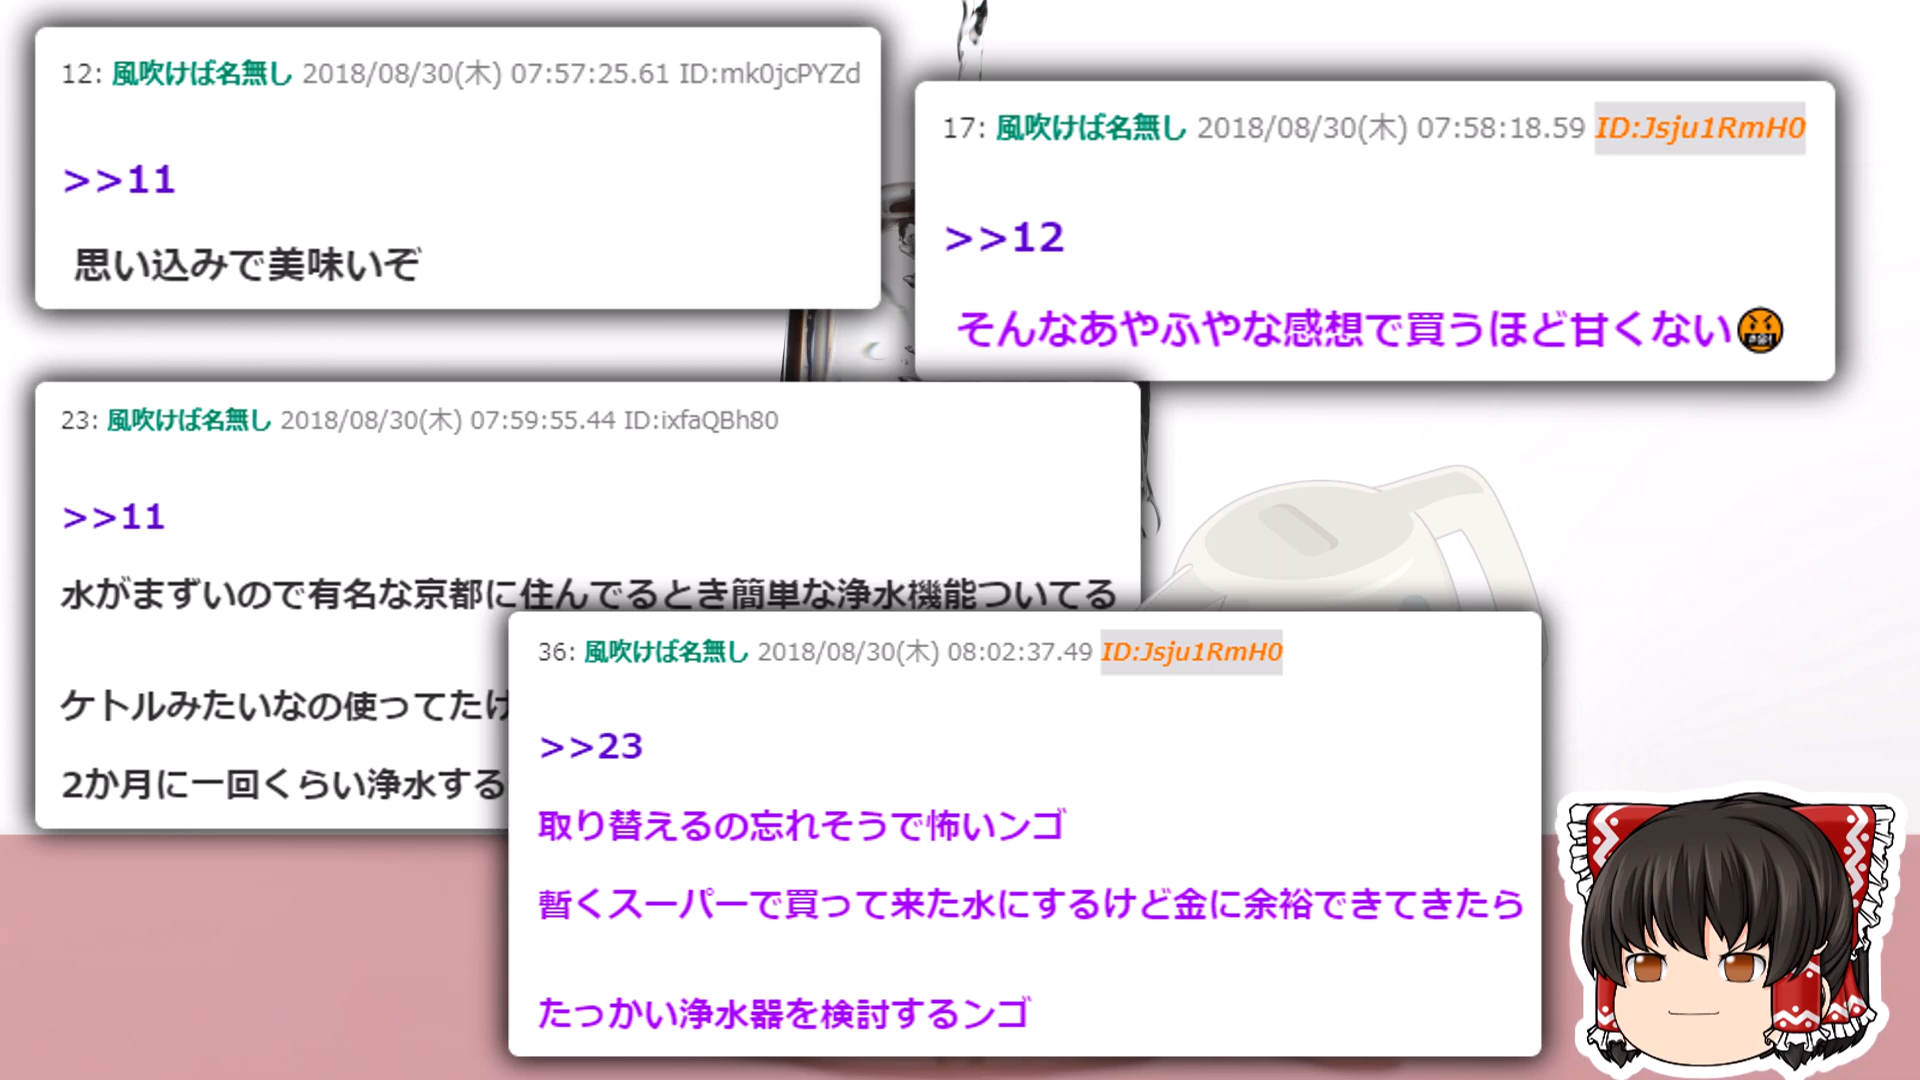 12: 風吹けば名無し 2018/08/30(木) 07:57:25.61 ID:mk0jcPYZd
>>11
思い込みで美味いぞ
17: 風吹けば名無し 2018/08/30(木) 07:58:18.59 ID:Jsju1RmH0
>>12
そんなあやふやな感想で買うほど甘くない🤬
23: 風吹けば名無し 2018/08/30(木) 07:59:55.44 ID:ixfaQBh80
>>11
水がまずいので有名な京都に住んでるとき簡単な浄水機能ついてる
ケトルみたいなの使ってたけ
2か月に一回くらい浄水する
36: 風吹けば名無し 2018/08/30(木) 08:02:37.49 ID:Jsju1RmH0
>>23
取り替えるの忘れそうで怖いンゴ
暫くスーパーで買って来た水にするけど金に余裕できてきたら
たっかい浄水器を検討するンゴ